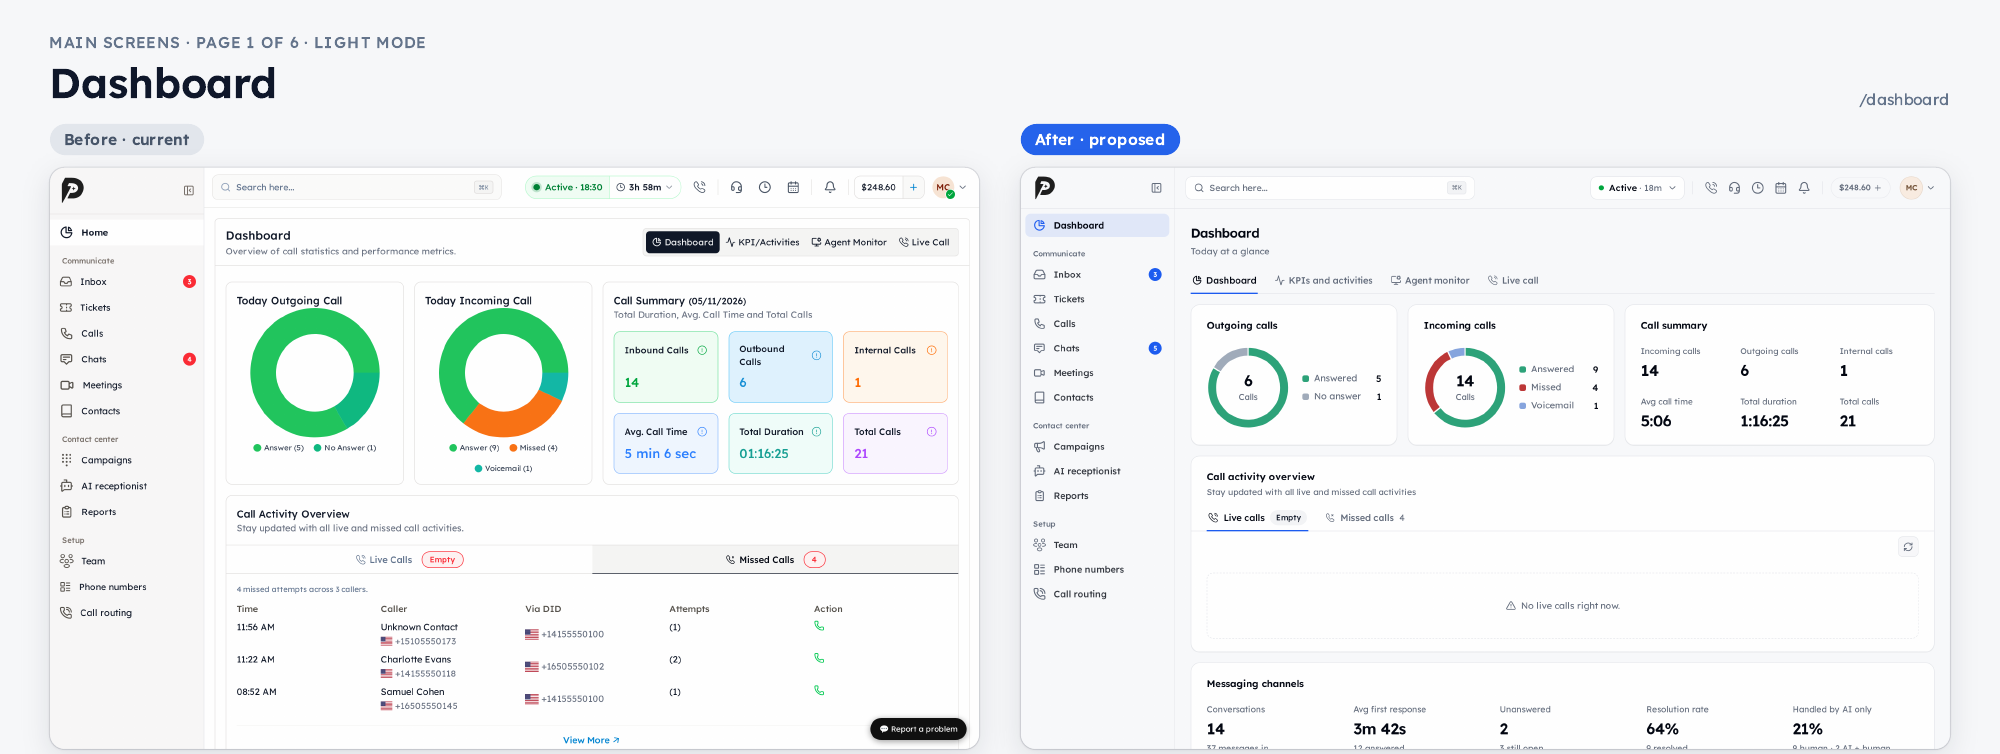 MAIN SCREENS · PAGE 1 OF 6 · LIGHT MODE
Dashboard
/dashboard
Before · current
Search here...
⌘K
Active · 18:30
3h 58m
$248.60 +
MC
Home
Communicate
Inbox 3
Tickets
Calls
Chats 4
Meetings
Contacts
Contact center
Campaigns
AI receptionist
Reports
Setup
Team
Phone numbers
Call routing
Dashboard
Overview of call statistics and performance metrics.
Dashboard KPI/Activities Agent Monitor Live Call
Today Outgoing Call
Answer (5) No Answer (1)
Today Incoming Call
Answer (9) Missed (4)
Voicemail (1)
Call Summary (05/11/2026)
Total Duration, Avg. Call Time and Total Calls
Inbound Calls
14
Outbound
Calls
6
Internal Calls
1
Avg. Call Time
5 min 6 sec
Total Duration
01:16:25
Total Calls
21
Call Activity Overview
Stay updated with all live and missed call activities.
Live Calls Empty
Missed Calls 4
4 missed attempts across 3 callers.
Time Caller Via DID Attempts Action
11:56 AM Unknown Contact +14155550100 (1)
+15105550173
11:22 AM Charlotte Evans +16505550102 (2)
+14155550118
08:52 AM Samuel Cohen +14155550100 (1)
+16505550145
View More
Report a problem
After · proposed
Search here...
⌘K
Active · 18m
$248.60 +
MC
Dashboard
Communicate
Inbox 3
Tickets
Calls
Chats 5
Meetings
Contacts
Contact center
Campaigns
AI receptionist
Reports
Setup
Team
Phone numbers
Call routing
Dashboard
Today at a glance
Dashboard KPIs and activities Agent monitor Live call
Outgoing calls
6
Calls
Answered 5
No answer 1
Incoming calls
14
Calls
Answered 9
Missed 4
Voicemail 1
Call summary
Incoming calls Outgoing calls Internal calls
14 6 1
Avg call time Total duration Total calls
5:06 1:16:25 21
Call activity overview
Stay updated with all live and missed call activities
Live calls Empty Missed calls 4
No live calls right now.
Messaging channels
Conversations Avg first response Unanswered Resolution rate Handled by AI only
14 3m 42s 2 64% 21%
37 messages in 12 answered 3 still open 9 resolved 9 human · 2 AI + human